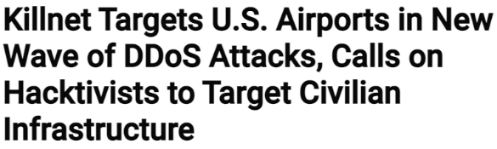 Killnet Targets U.S. Airports in New
Wave of DDoS Attacks, Calls on
Hacktivists to Target Civilian
Infrastructure